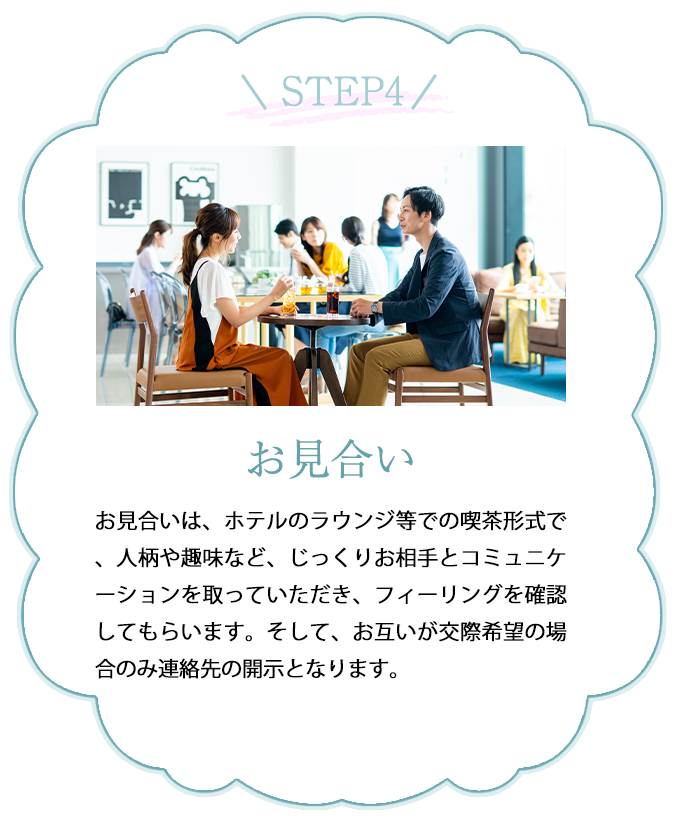 \ STEP4 /
お見合い
お見合いは、ホテルのラウンジ等での喫茶形式で
、人柄や趣味など、じっくりお相手とコミュニケ
ーションを取っていただき、フィーリングを確認
してもらいます。そして、お互いが交際希望の場
合のみ連絡先の開示となります。